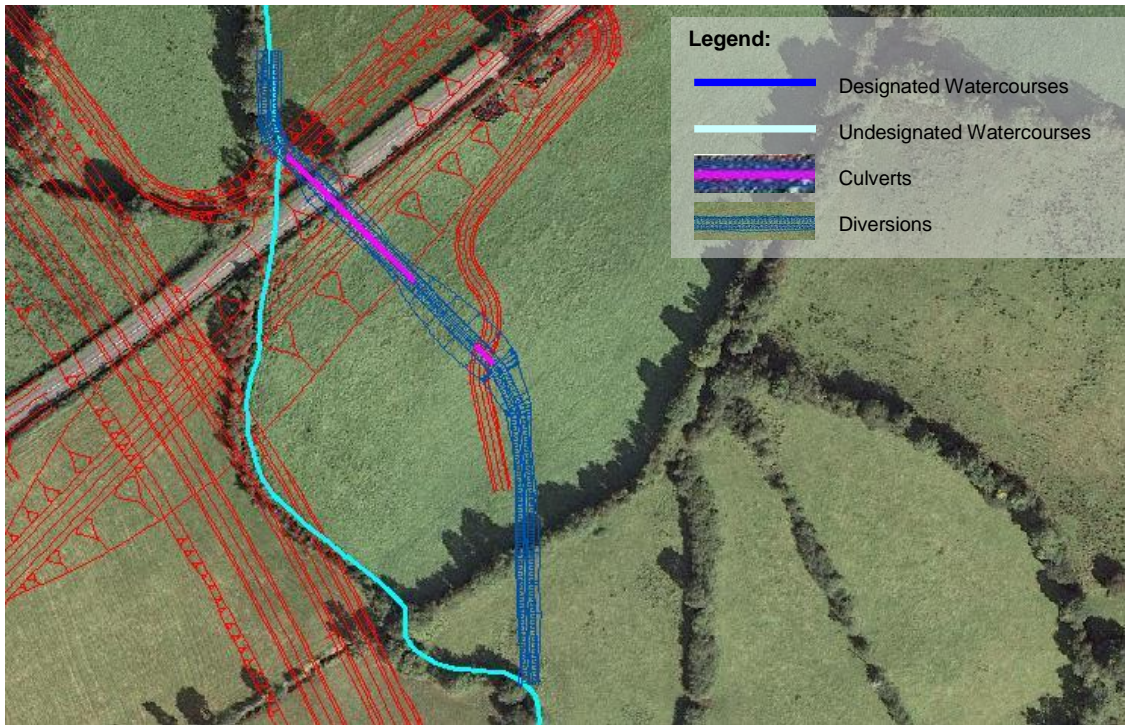 Legend:
Designated Watercourses
Undesignated Watercourses
Culverts
Diversions